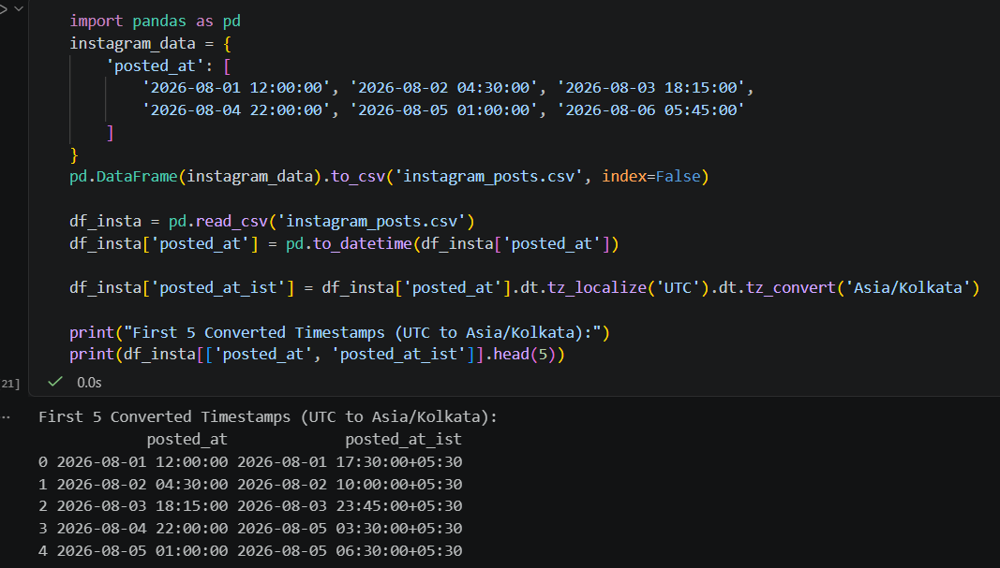 import pandas as pd
instagram_data = {
    'posted_at': [
        '2026-08-01 12:00:00', '2026-08-02 04:30:00', '2026-08-03 18:15:00',
        '2026-08-04 22:00:00', '2026-08-05 01:00:00', '2026-08-06 05:45:00'
    ]
}
pd.DataFrame(instagram_data).to_csv('instagram_posts.csv', index=False)

df_insta = pd.read_csv('instagram_posts.csv')
df_insta['posted_at'] = pd.to_datetime(df_insta['posted_at'])

df_insta['posted_at_ist'] = df_insta['posted_at'].dt.tz_localize('UTC').dt.tz_convert('Asia/Kolkata')

print("First 5 Converted Timestamps (UTC to Asia/Kolkata):")
print(df_insta[['posted_at', 'posted_at_ist']].head(5))
21] 0.0s
First 5 Converted Timestamps (UTC to Asia/Kolkata):
            posted_at             posted_at_ist
0 2026-08-01 12:00:00 2026-08-01 17:30:00+05:30
1 2026-08-02 04:30:00 2026-08-02 10:00:00+05:30
2 2026-08-03 18:15:00 2026-08-03 23:45:00+05:30
3 2026-08-04 22:00:00 2026-08-05 03:30:00+05:30
4 2026-08-05 01:00:00 2026-08-05 06:30:00+05:30